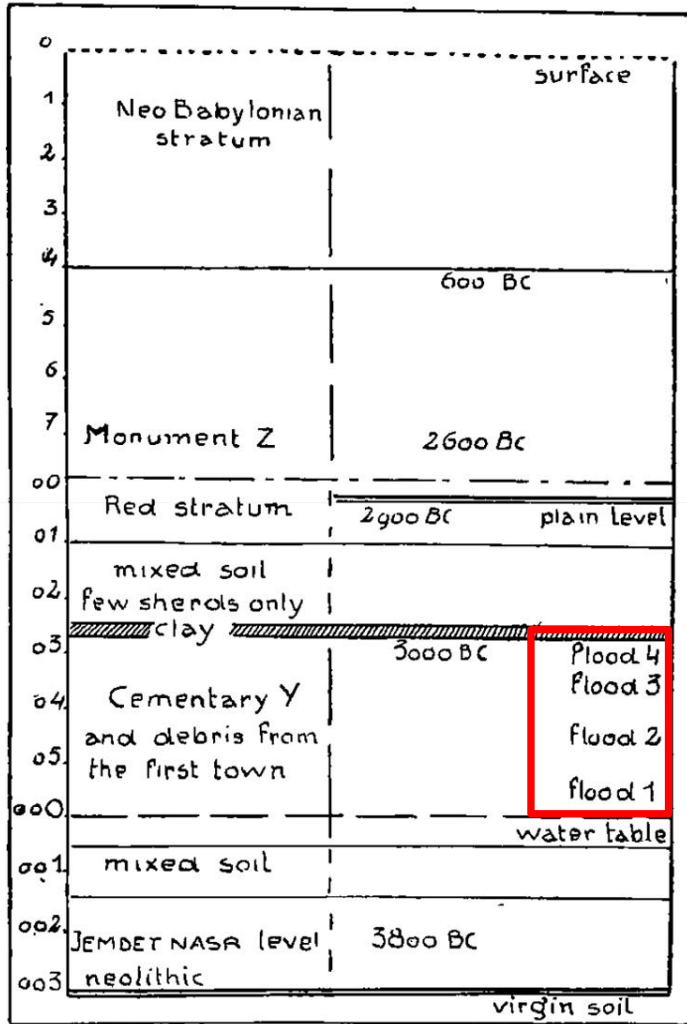 0
surface
1
Neo Babylonian
stratum
2
3
4
600 BC
5
6
7
Monument Z
2600 BC
00
Red stratum
2900 BC
plain level
01
mixed soil
02
few sherds only
clay
03
3000 BC
flood 4
flood 3
04
Cementary Y
and debris from
flood 2
05
the first town
flood 1
000
water table
001
mixed soil
002
JEMDET NASR level
3800 BC
neolithic
003
virgin soil